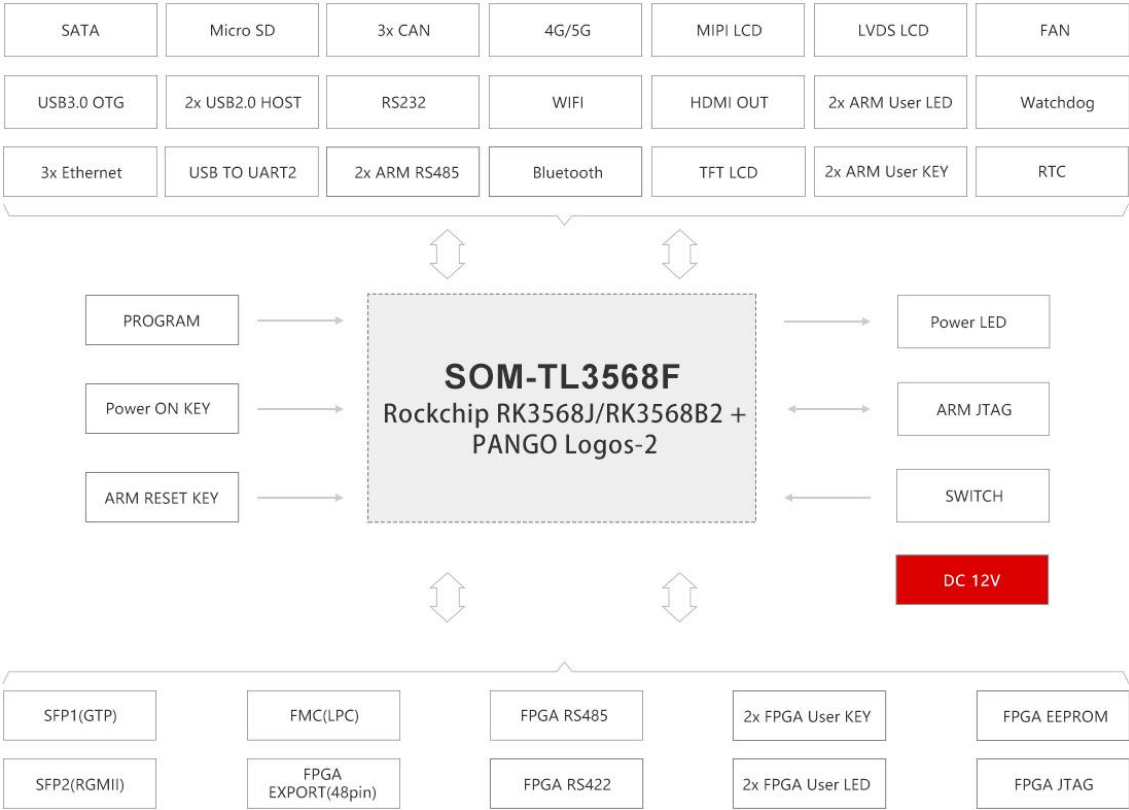 SATA
Micro SD
3x CAN
4G/5G
MIPI LCD
LVDS LCD
FAN
USB3.0 OTG
2x USB2.0 HOST
RS232
WIFI
HDMI OUT
2x ARM User LED
Watchdog
3x Ethernet
USB TO UART2
2x ARM RS485
Bluetooth
TFT LCD
2x ARM User KEY
RTC
PROGRAM
Power ON KEY
ARM RESET KEY
SOM-TL3568F
Rockchip RK3568J/RK3568B2 +
PANGO Logos-2
Power LED
ARM JTAG
SWITCH
DC 12V
SFP1(GTP)
FMC(LPC)
FPGA RS485
2x FPGA User KEY
FPGA EEPROM
SFP2(RGMII)
FPGA
EXPORT(48pin)
FPGA RS422
2x FPGA User LED
FPGA JTAG